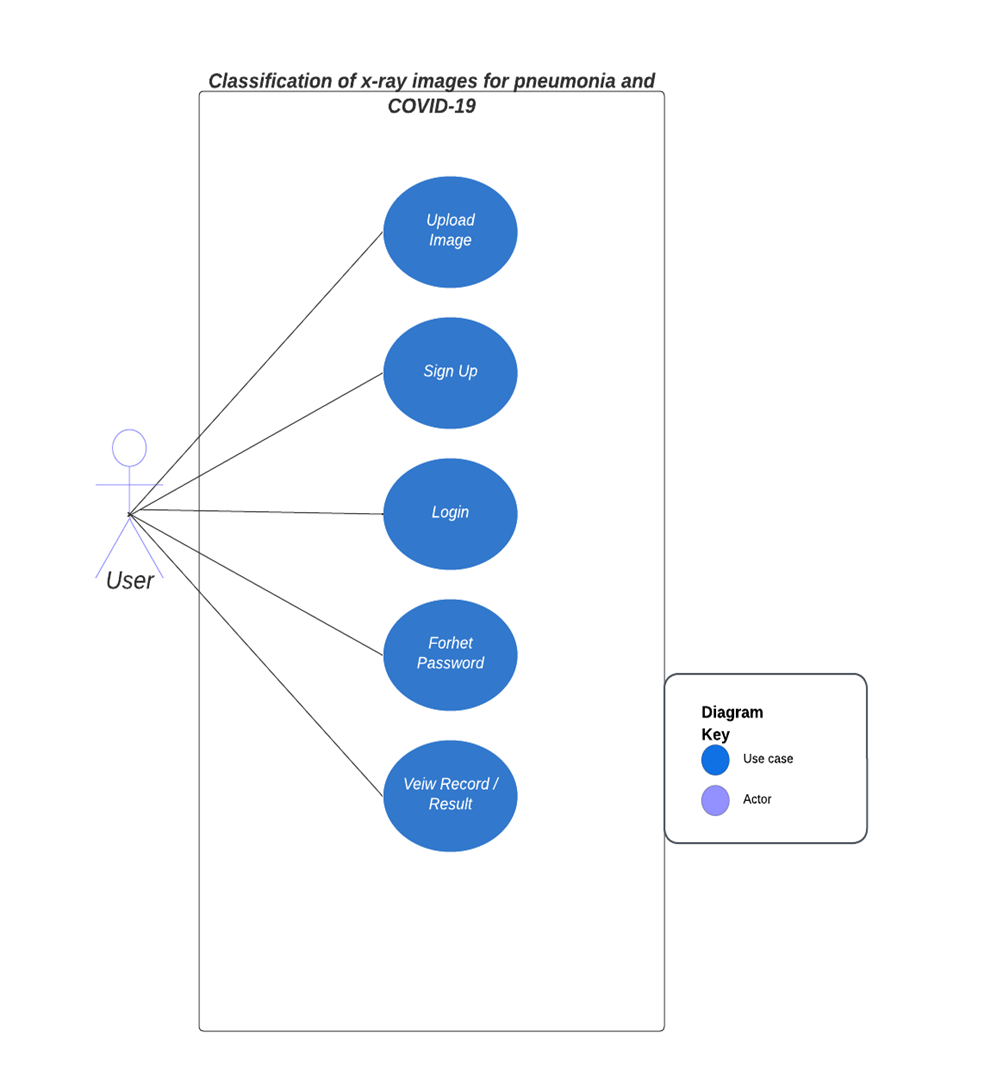 Classification of x-ray images for pneumonia and
COVID-19
Upload
Image
Sign Up
Login
User
Forhet
Password
Veiw Record /
Result
Diagram
Key
Use case
Actor